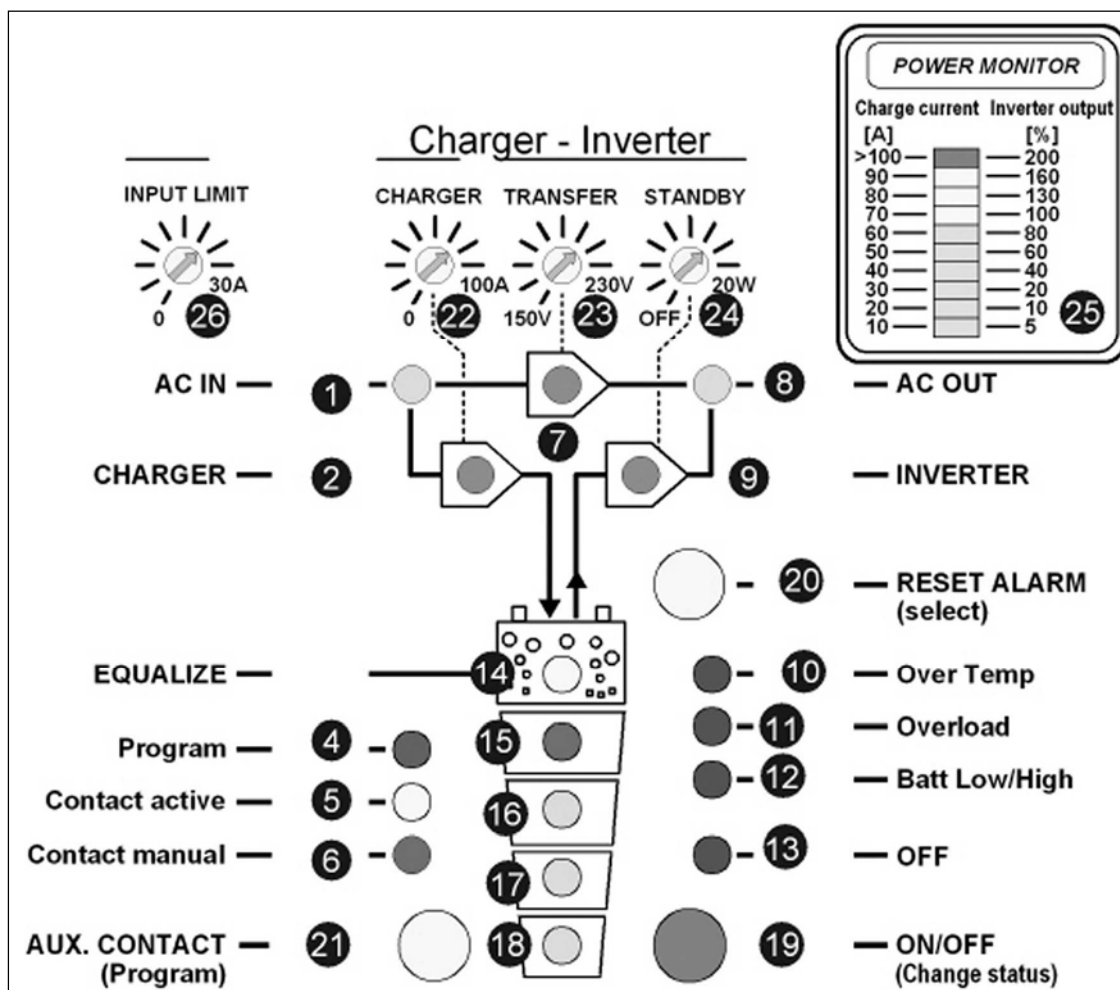 POWER MONITOR
Charge current Inverter output
[A] [%]
>100 200
90 160
80 130
70 100
60 80
50 60
40 40
30 20
20 10
10 5
25
Charger - Inverter
INPUT LIMIT
0 30A
26
CHARGER
0 100A
22
TRANSFER
150V 230V
23
STANDBY
OFF 20W
24
AC IN 1
7
8 AC OUT
CHARGER 2
9 INVERTER
20 RESET ALARM
(select)
EQUALIZE 14
10 Over Temp
Program 4
15
11 Overload
Contact active 5
16
12 Batt Low/High
Contact manual 6
17
13 OFF
AUX. CONTACT 21
(Program)
18
19 ON/OFF
(Change status)